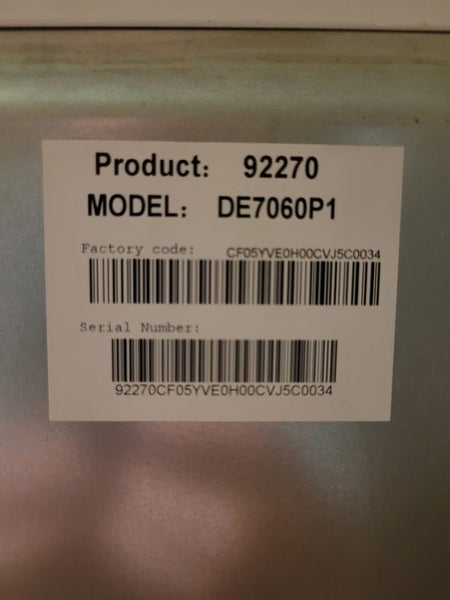 Product: 92270
MODEL: DE7060P1
Factory code: CF05YVE0H00CVJ5C0034
Serial Number:
92270CF05YVE0H00CVJ5C0034